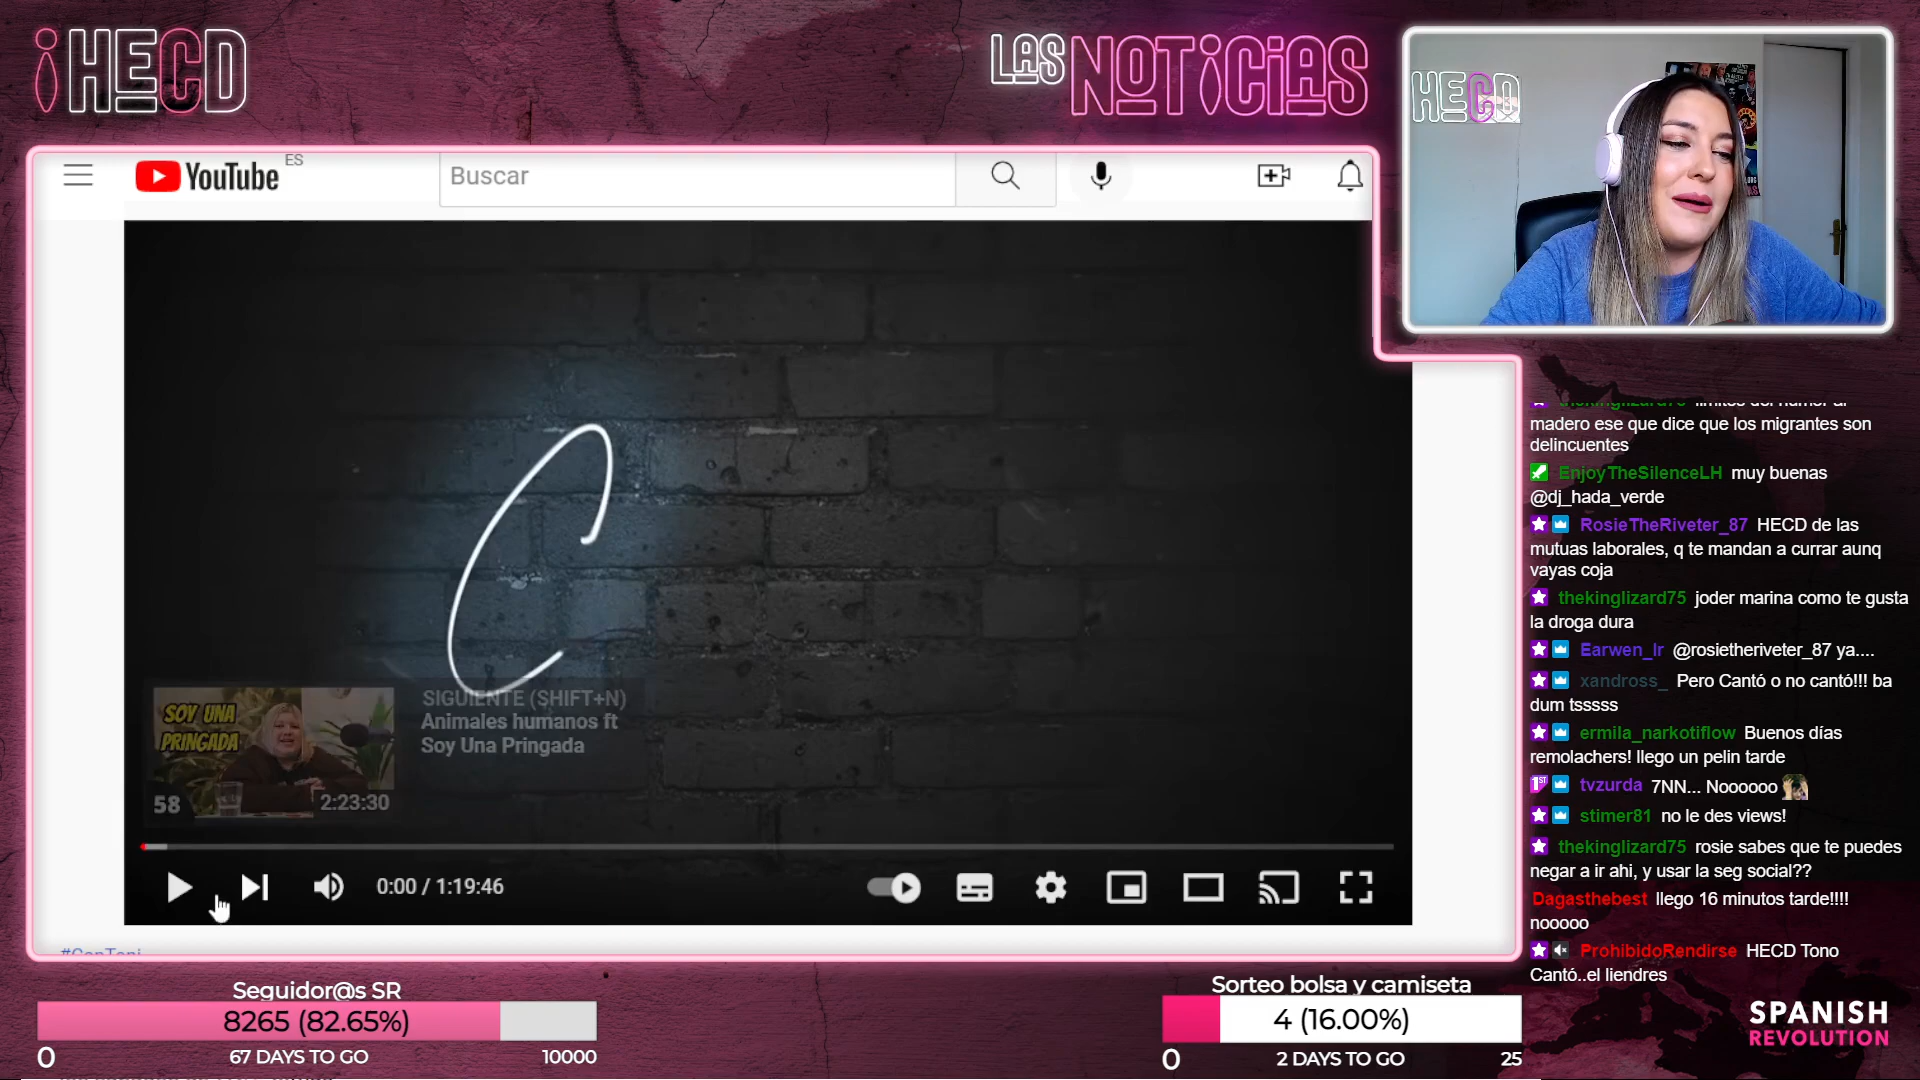 ¡HECD
LAS NOTICIAS
HECD
YouTube ES
Buscar
C
SOY UNA
PRINGADA
58
2:23:30
SIGUIENTE (SHIFT+N)
Animales humanos ft
Soy Una Pringada
0:00 / 1:19:46
#ConToni
madero ese que dice que los migrantes son
delincuentes
EnjoyTheSilenceLH muy buenas
@dj_hada_verde
RosieTheRiveter_87 HECD de las
mutuas laborales, q te mandan a currar aunq
vayas coja
thekinglizard75 joder marina como te gusta
la droga dura
Earwen_lr @rosietheriveter_87 ya....
xandross_ Pero Cantó o no cantó!!! ba
dum tsssss
ermila_narkotiflow Buenos días
remolachers! llego un pelin tarde
1ST tvzurda 7NN... Noooooo
stimer81 no le des views!
thekinglizard75 rosie sabes que te puedes
negar a ir ahi, y usar la seg social??
Dagasthebest llego 16 minutos tarde!!!!
nooooo
ProhibidoRendirse HECD Tono
Cantó..el liendres
Seguidor@s SR
8265 (82.65%)
0
67 DAYS TO GO
10000
Sorteo bolsa y camiseta
4 (16.00%)
0
2 DAYS TO GO
25
SPANISH
REVOLUTION